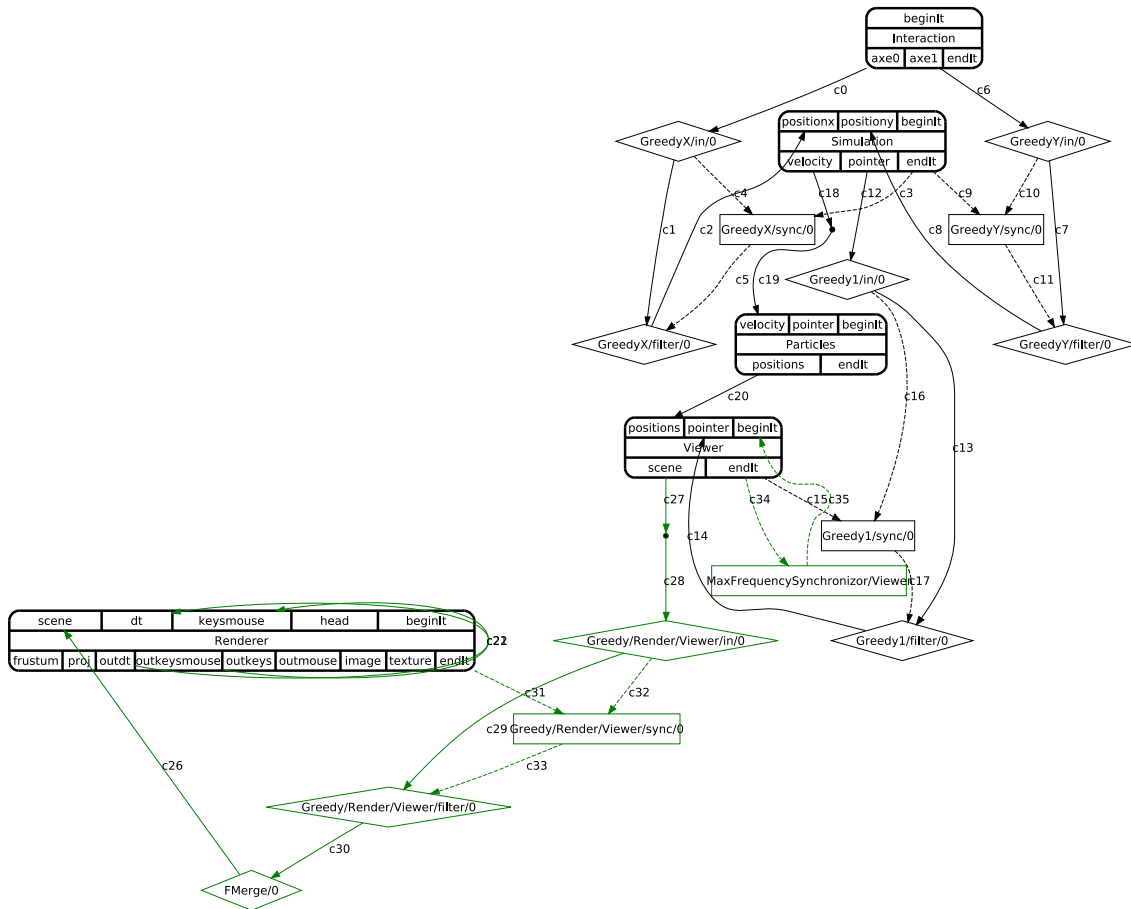 beginIt
Interaction
axe0 axe1 endIt
c0 c6
GreedyX/in/0
positionx positiony beginIt
Simulation
velocity pointer endIt
GreedyY/in/0
c4 c18 c12 c3 c9 c10
c1 c2 GreedyX/sync/0 c8 GreedyY/sync/0 c7
c5 c19 Greedy1/in/0 c11
GreedyX/filter/0
velocity pointer beginIt
Particles
positions endIt
GreedyY/filter/0
c20 c16
positions pointer beginIt
Viewer
scene endIt
c13
c27 c34 c15 c35
c14 Greedy1/sync/0
c28 MaxFrequencySynchronizor/Viewer c17
scene dt keysmouse head beginIt
Renderer
frustum proj outdt outkeysmouse outkeys outmouse image texture endIt
Greedy/Render/Viewer/in/0 Greedy1/filter/0
c31 c32
c29 Greedy/Render/Viewer/sync/0
c26 c33
Greedy/Render/Viewer/filter/0
c30
FMerge/0